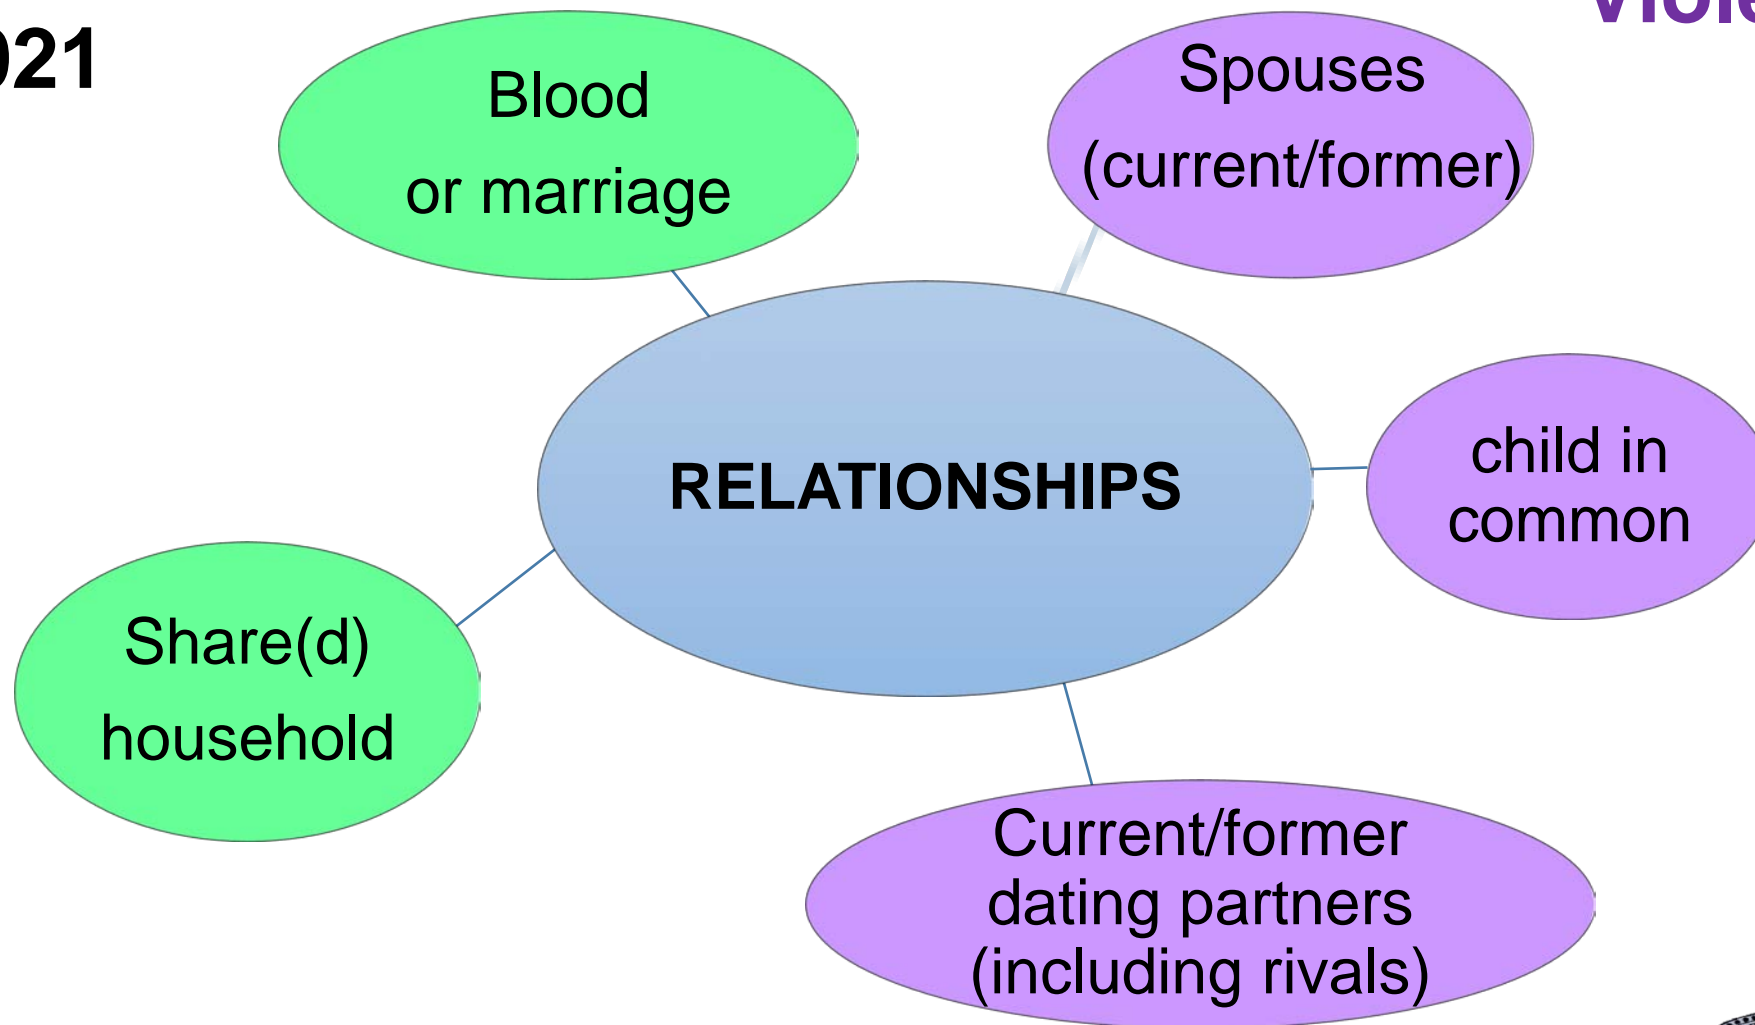 021
Blood
or marriage
Spouses
(current/former)
RELATIONSHIPS
child in
common
Share(d)
household
Current/former
dating partners
(including rivals)